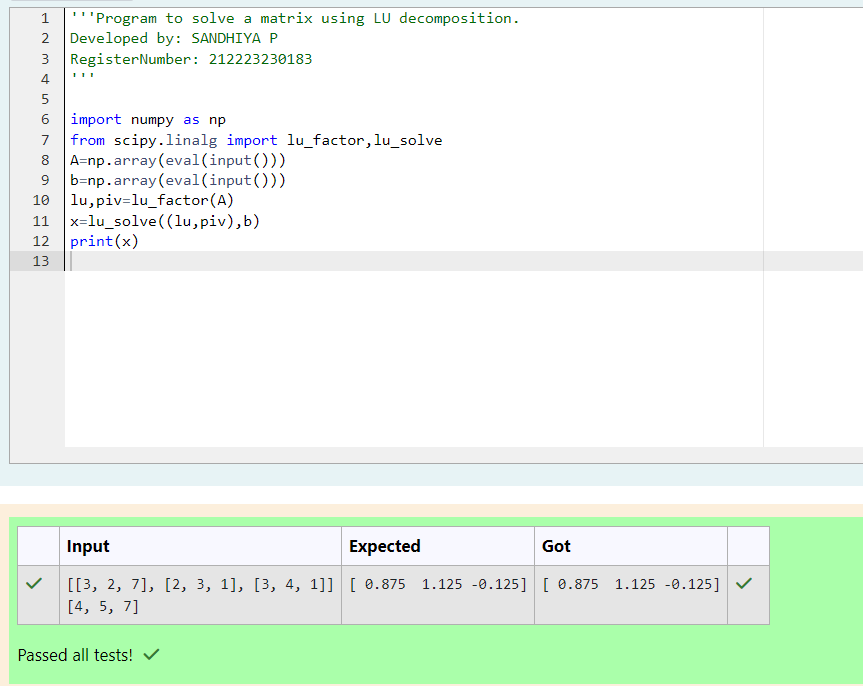 1 '''Program to solve a matrix using LU decomposition.
2 Developed by: SANDHIYA P
3 RegisterNumber: 212223230183
4 '''
5
6 import numpy as np
7 from scipy.linalg import lu_factor,lu_solve
8 A=np.array(eval(input()))
9 b=np.array(eval(input()))
10 lu,piv=lu_factor(A)
11 x=lu_solve((lu,piv),b)
12 print(x)
13
Input Expected Got
[[3, 2, 7], [2, 3, 1], [3, 4, 1]] [ 0.875  1.125 -0.125] [ 0.875  1.125 -0.125]
[4, 5, 7]
Passed all tests!